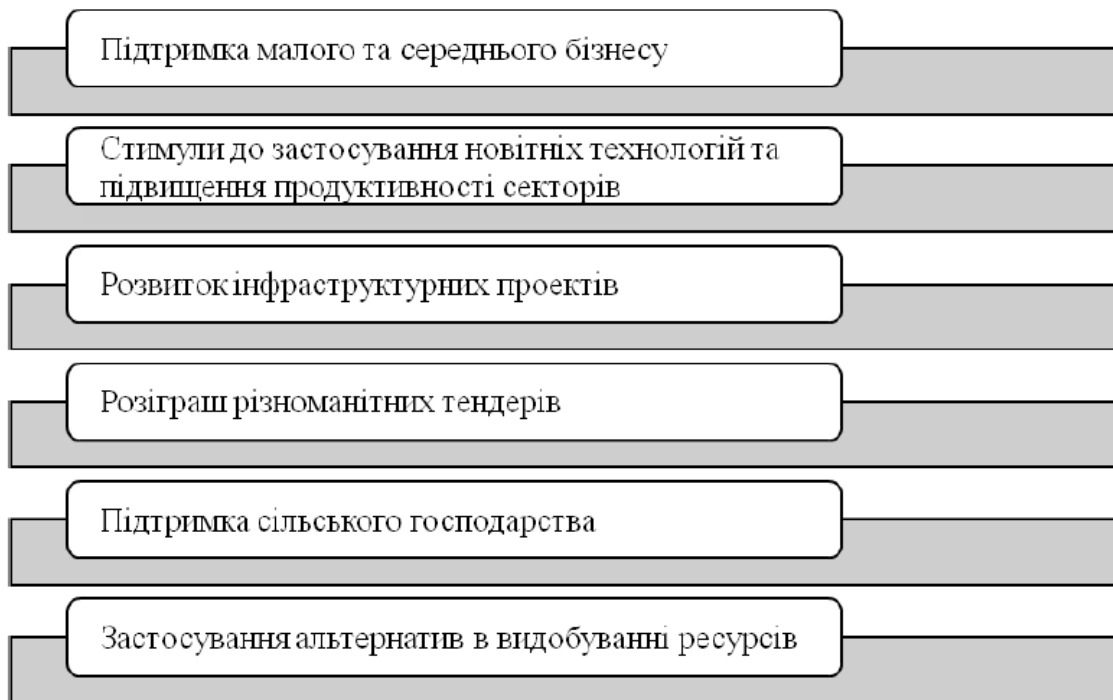 Підтримка малого та середнього бізнесу
Стимули до застосування новітніх технологій та
підвищення продуктивності секторів
Розвиток інфраструктурних проектів
Розіграш різноманітних тендерів
Підтримка сільського господарства
Застосування альтернатив в видобуванні ресурсів